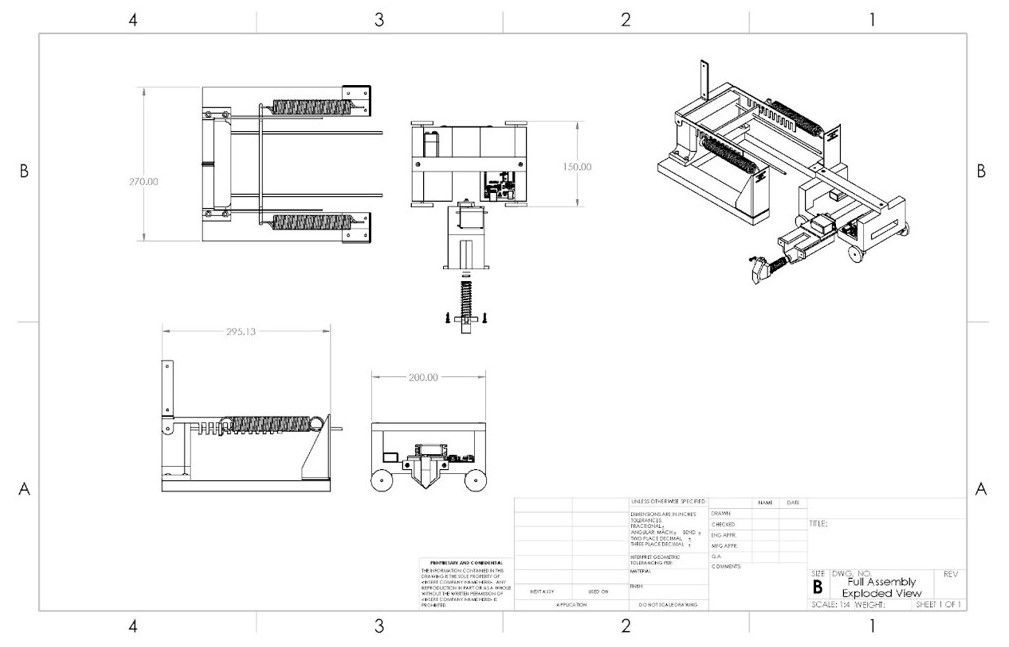 4 3 2 1
B B
270.00
150.00
295.13
200.00
A A
UNLESS OTHERWISE SPECIFIED:
NAME DATE
DIMENSIONS ARE IN INCHES
TOLERANCES:
FRACTIONAL±
ANGULAR: MACH± BEND ±
TWO PLACE DECIMAL ±
THREE PLACE DECIMAL ±
DRAWN
CHECKED
ENG APPR.
MFG APPR.
Q.A.
COMMENTS:
TITLE:
INTERPRET GEOMETRIC
TOLERANCING PER:
MATERIAL
FINISH
PROPRIETARY AND CONFIDENTIAL
THE INFORMATION CONTAINED IN THIS
DRAWING IS THE SOLE PROPERTY OF
<INSERT COMPANY NAME HERE>. ANY
REPRODUCTION IN PART OR AS A WHOLE
WITHOUT THE WRITTEN PERMISSION OF
<INSERT COMPANY NAME HERE> IS
PROHIBITED.
NEXT ASSY USED ON
APPLICATION
DO NOT SCALE DRAWING
SIZE DWG. NO. REV
B Full Assembly
Exploded View
SCALE: 1:4 WEIGHT: SHEET 1 OF 1
4 3 2 1